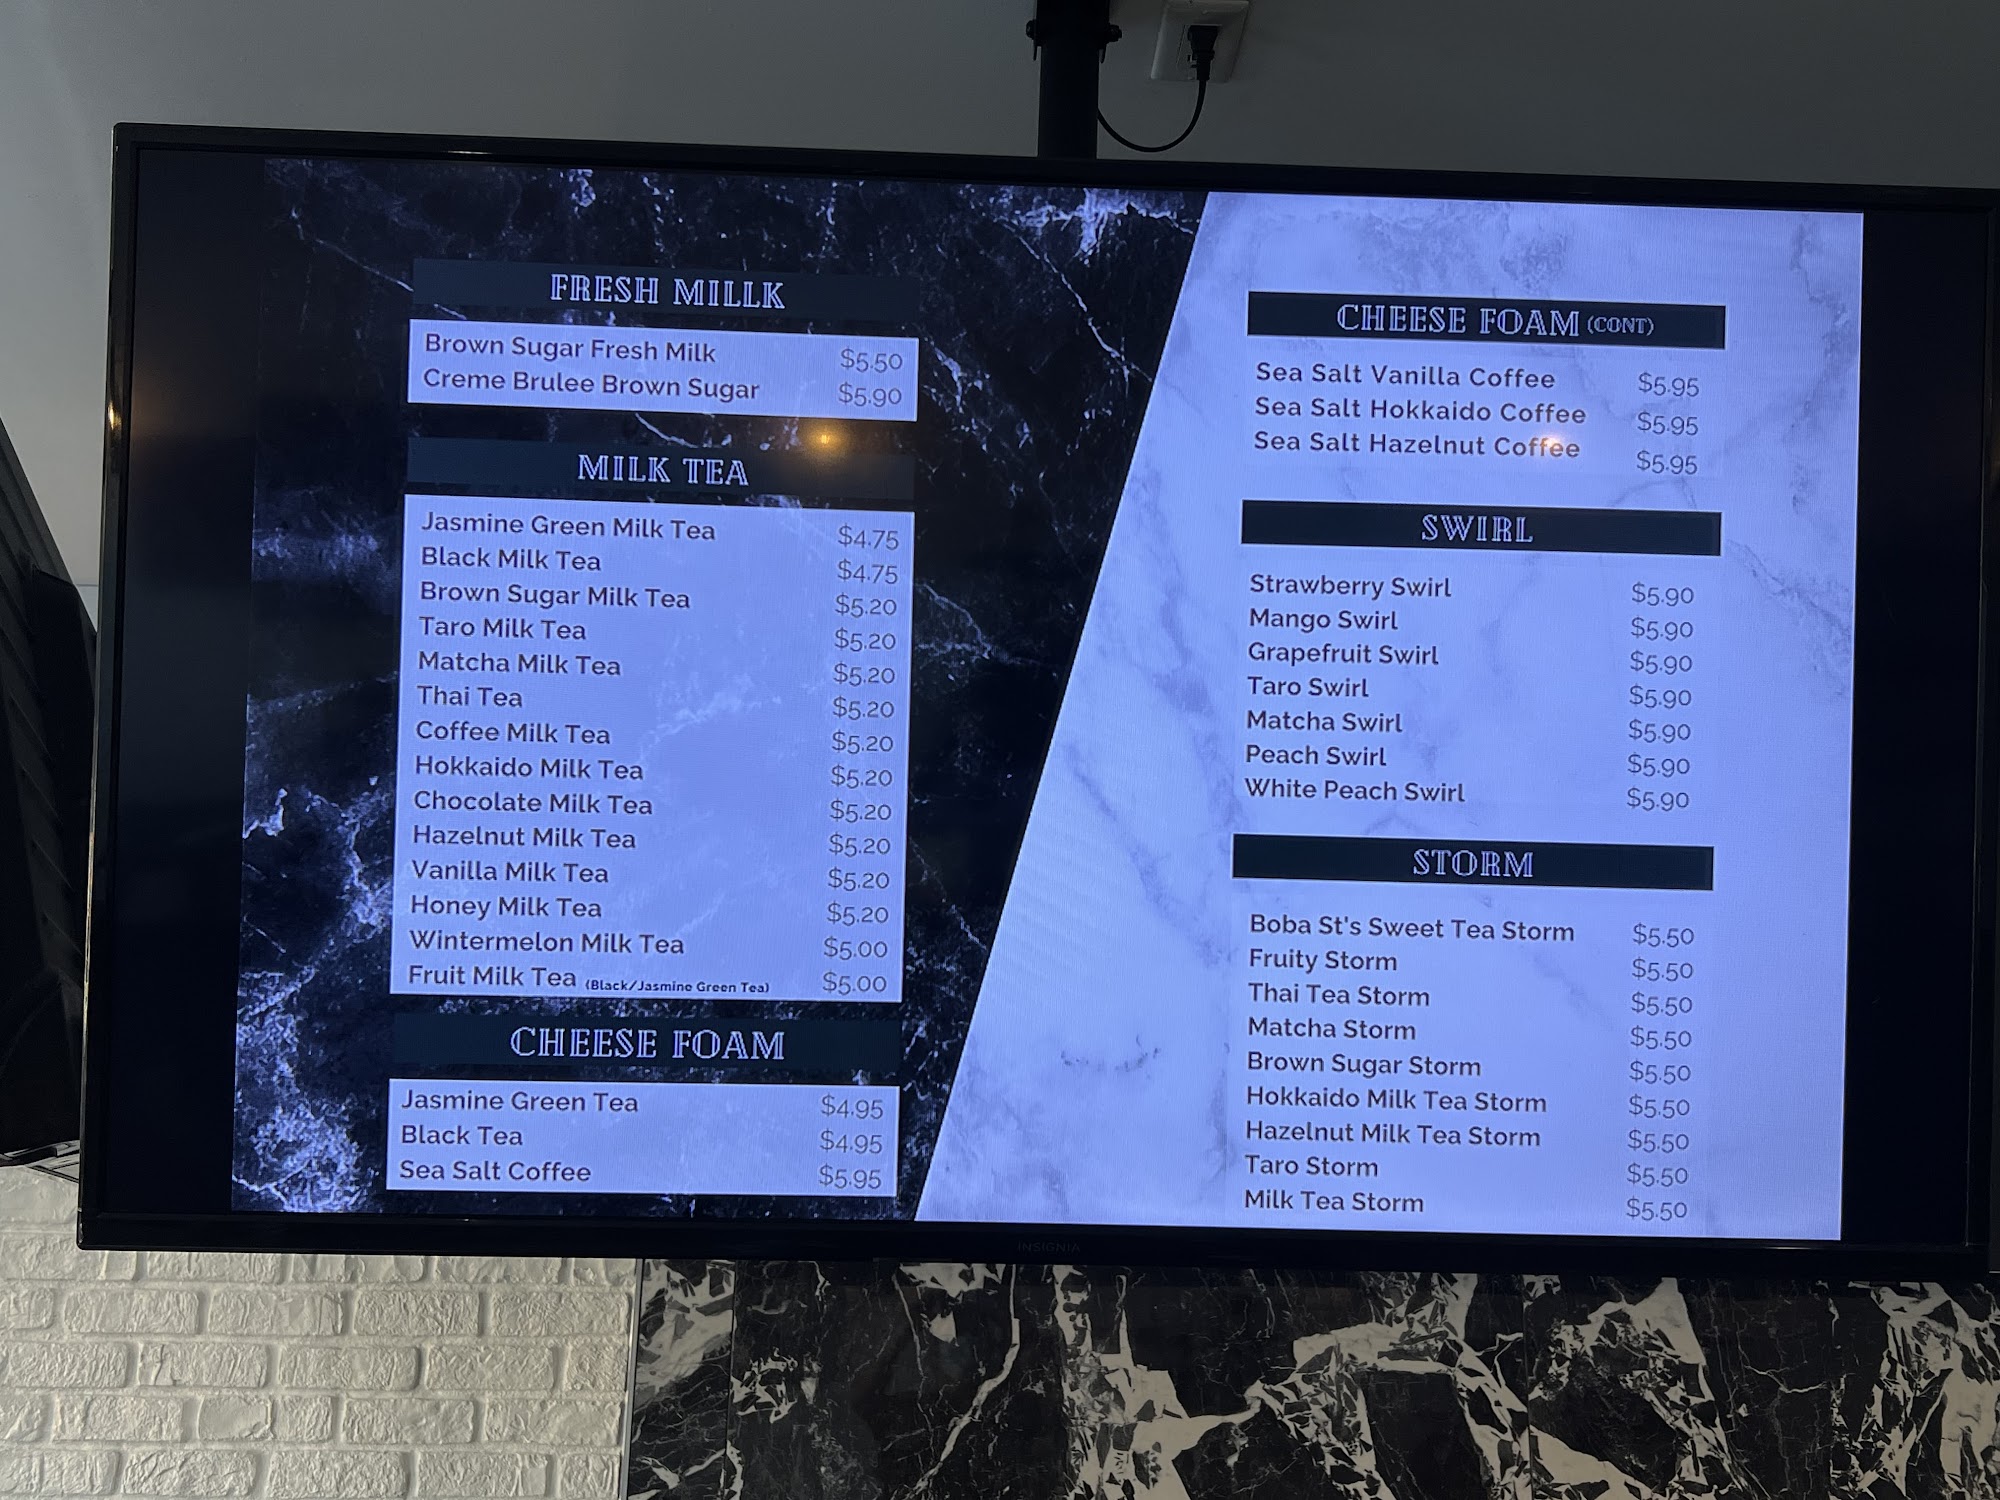 FRESH MILLK
Brown Sugar Fresh Milk $5.50
Creme Brulee Brown Sugar $5.90
MILK TEA
Jasmine Green Milk Tea $4.75
Black Milk Tea $4.75
Brown Sugar Milk Tea $5.20
Taro Milk Tea $5.20
Matcha Milk Tea $5.20
Thai Tea $5.20
Coffee Milk Tea $5.20
Hokkaido Milk Tea $5.20
Chocolate Milk Tea $5.20
Hazelnut Milk Tea $5.20
Vanilla Milk Tea $5.20
Honey Milk Tea $5.20
Wintermelon Milk Tea $5.00
Fruit Milk Tea (Black/Jasmine Green Tea) $5.00
CHEESE FOAM
Jasmine Green Tea $4.95
Black Tea $4.95
Sea Salt Coffee $5.95
CHEESE FOAM (CONT)
Sea Salt Vanilla Coffee $5.95
Sea Salt Hokkaido Coffee $5.95
Sea Salt Hazelnut Coffee $5.95
SWIRL
Strawberry Swirl $5.90
Mango Swirl $5.90
Grapefruit Swirl $5.90
Taro Swirl $5.90
Matcha Swirl $5.90
Peach Swirl $5.90
White Peach Swirl $5.90
STORM
Boba St's Sweet Tea Storm $5.50
Fruity Storm $5.50
Thai Tea Storm $5.50
Matcha Storm $5.50
Brown Sugar Storm $5.50
Hokkaido Milk Tea Storm $5.50
Hazelnut Milk Tea Storm $5.50
Taro Storm $5.50
Milk Tea Storm $5.50
INSIGNIA